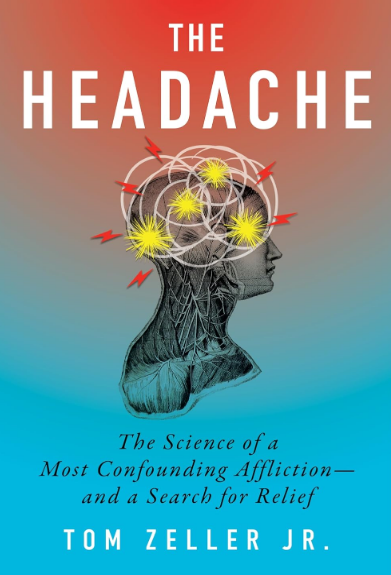 THE
HEADACHE
The Science of a
Most Confounding Affliction—
and a Search for Relief
TOM ZELLER JR.